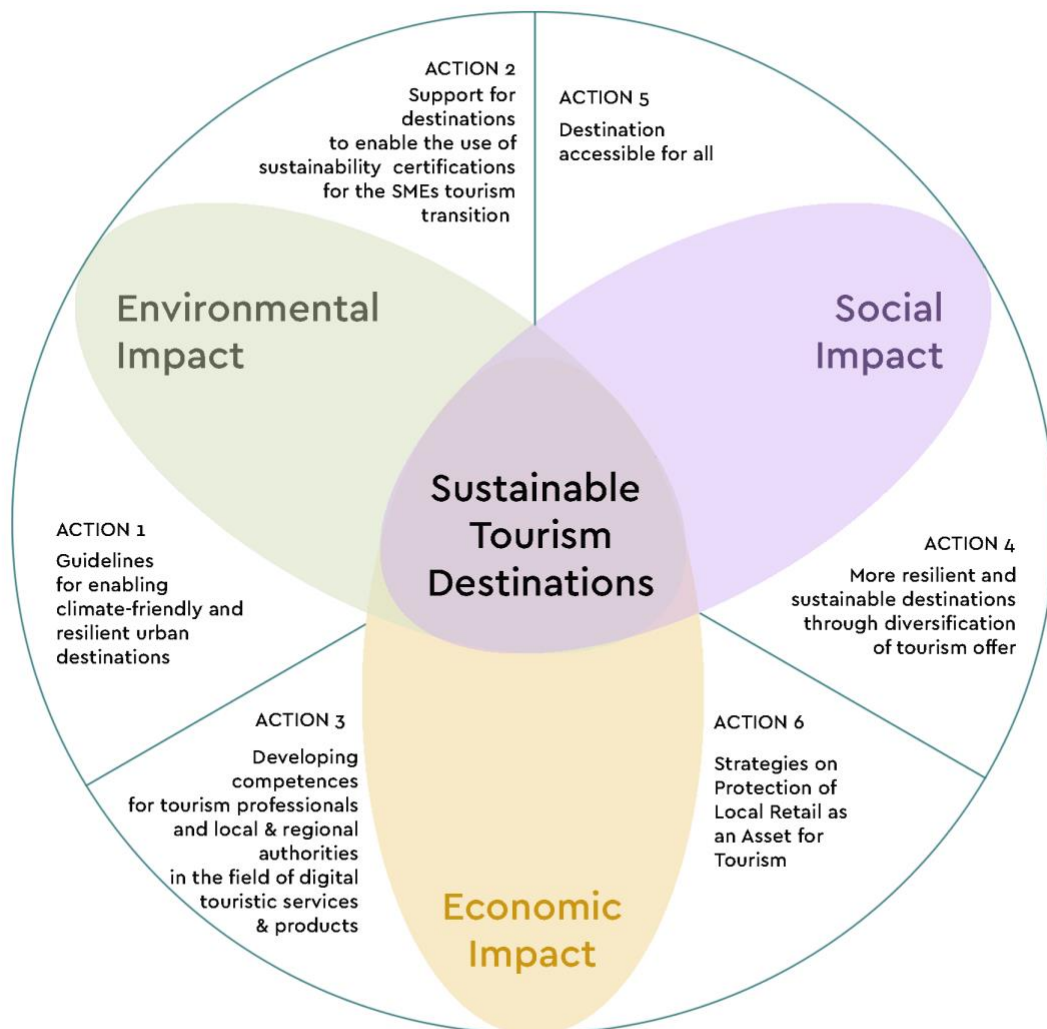 ACTION 2
Support for
destinations
to enable the use of
sustainability certifications
for the SMEs tourism
transition
ACTION 5
Destination
accessible for all
Environmental
Impact
Social
Impact
Sustainable
Tourism
Destinations
ACTION 1
Guidelines
for enabling
climate-friendly and
resilient urban
destinations
ACTION 4
More resilient and
sustainable destinations
through diversification
of tourism offer
ACTION 3
Developing
competences
for tourism professionals
and local & regional
authorities
in the field of digital
touristic services
& products
ACTION 6
Strategies on
Protection of
Local Retail as
an Asset for
Tourism
Economic
Impact